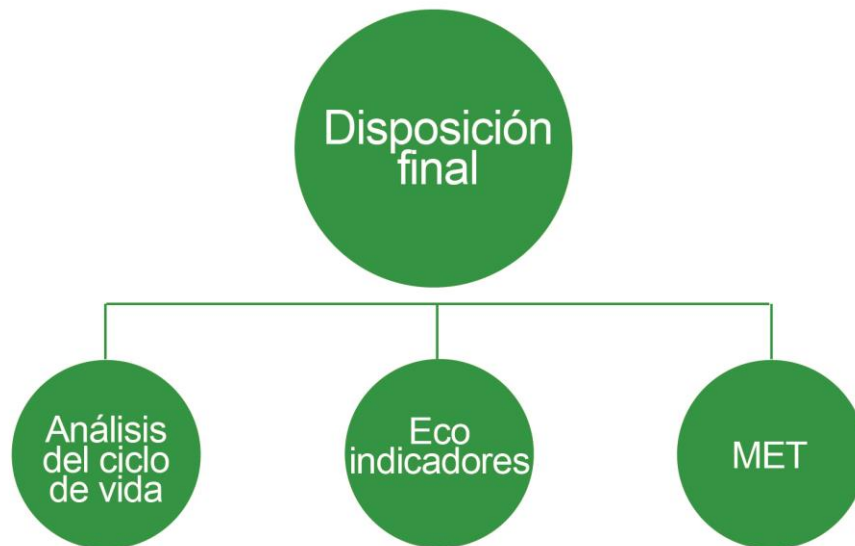 Disposición
final
Análisis
del ciclo
de vida
Eco
indicadores
MET